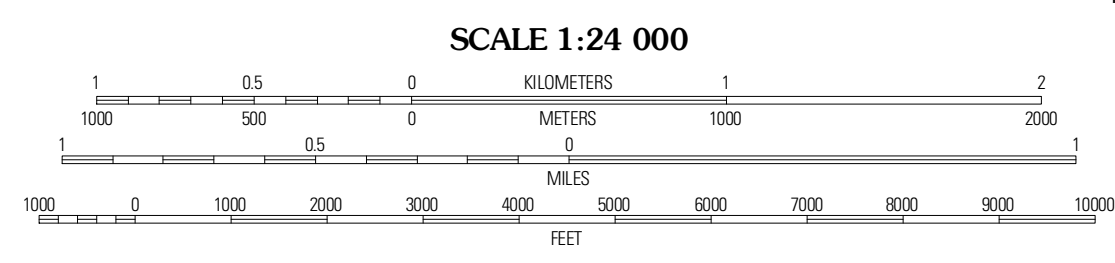 SCALE 1:24 000
1 0.5 0 KILOMETERS 1 2
1000 500 0 METERS 1000 2000
1 0.5 0 1
MILES
1000 0 1000 2000 3000 4000 5000 6000 7000 8000 9000 10000
FEET